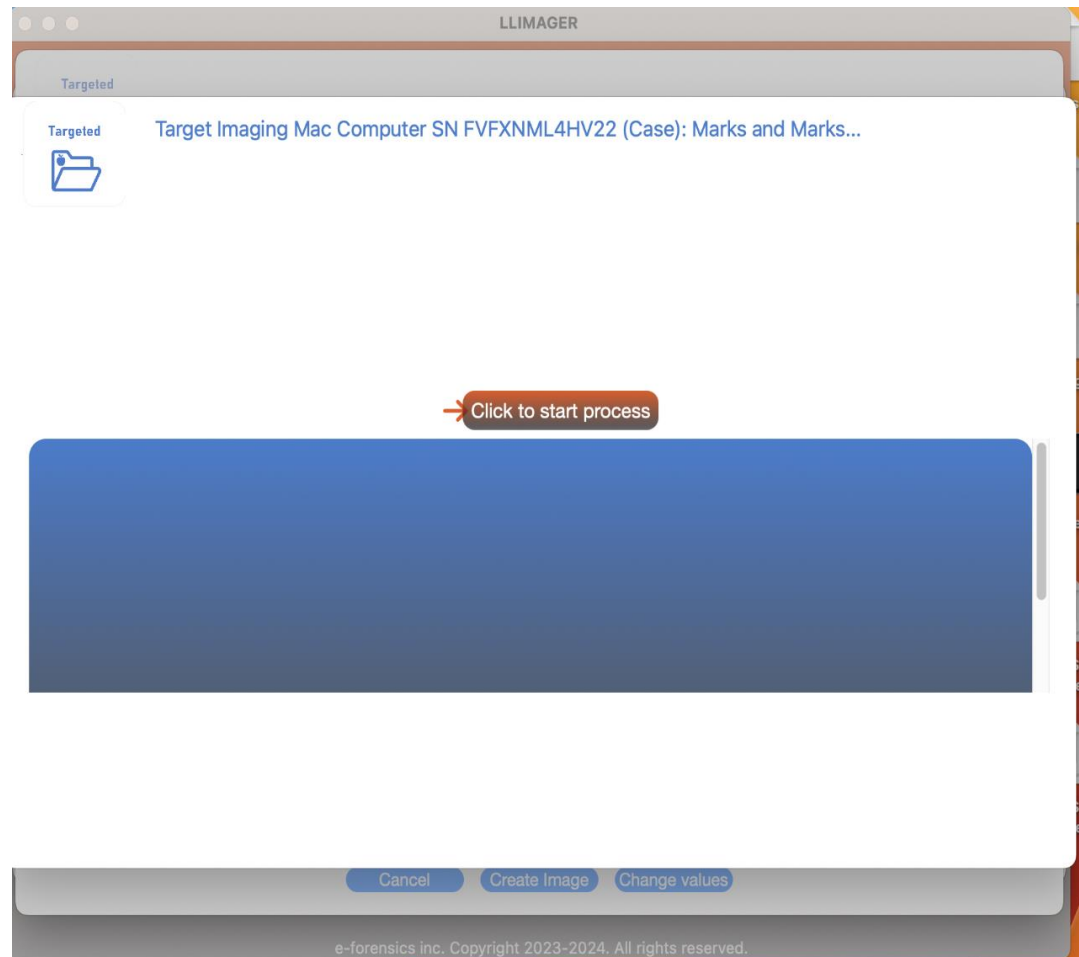 LLIMAGER
Targeted
Targeted
Target Imaging Mac Computer SN FVFXNML4HV22 (Case): Marks and Marks...
Click to start process
Cancel
Create Image
Change values
e-forensics inc. Copyright 2023-2024. All rights reserved.